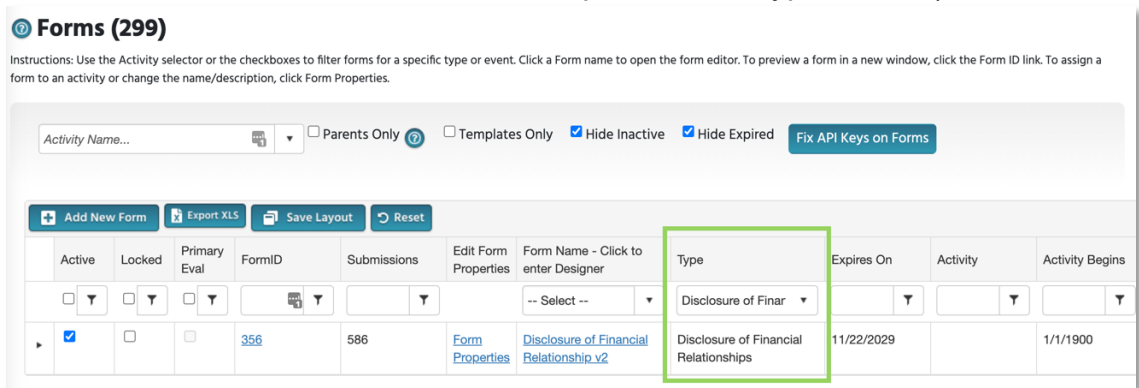 Forms (299)
Instructions: Use the Activity selector or the checkboxes to filter forms for a specific type or event. Click a Form name to open the form editor. To preview a form in a new window, click the Form ID link. To assign a
form to an activity or change the name/description, click Form Properties.
Activity Name... Parents Only Templates Only Hide Inactive Hide Expired Fix API Keys on Forms
Add New Form Export XLS Save Layout Reset
Active Locked Primary Eval FormID Submissions Edit Form Properties Form Name - Click to enter Designer Type Expires On Activity Activity Begins
-- Select -- Disclosure of Finar
356 586 Form Properties Disclosure of Financial Relationship v2 Disclosure of Financial Relationships 11/22/2029 1/1/1900